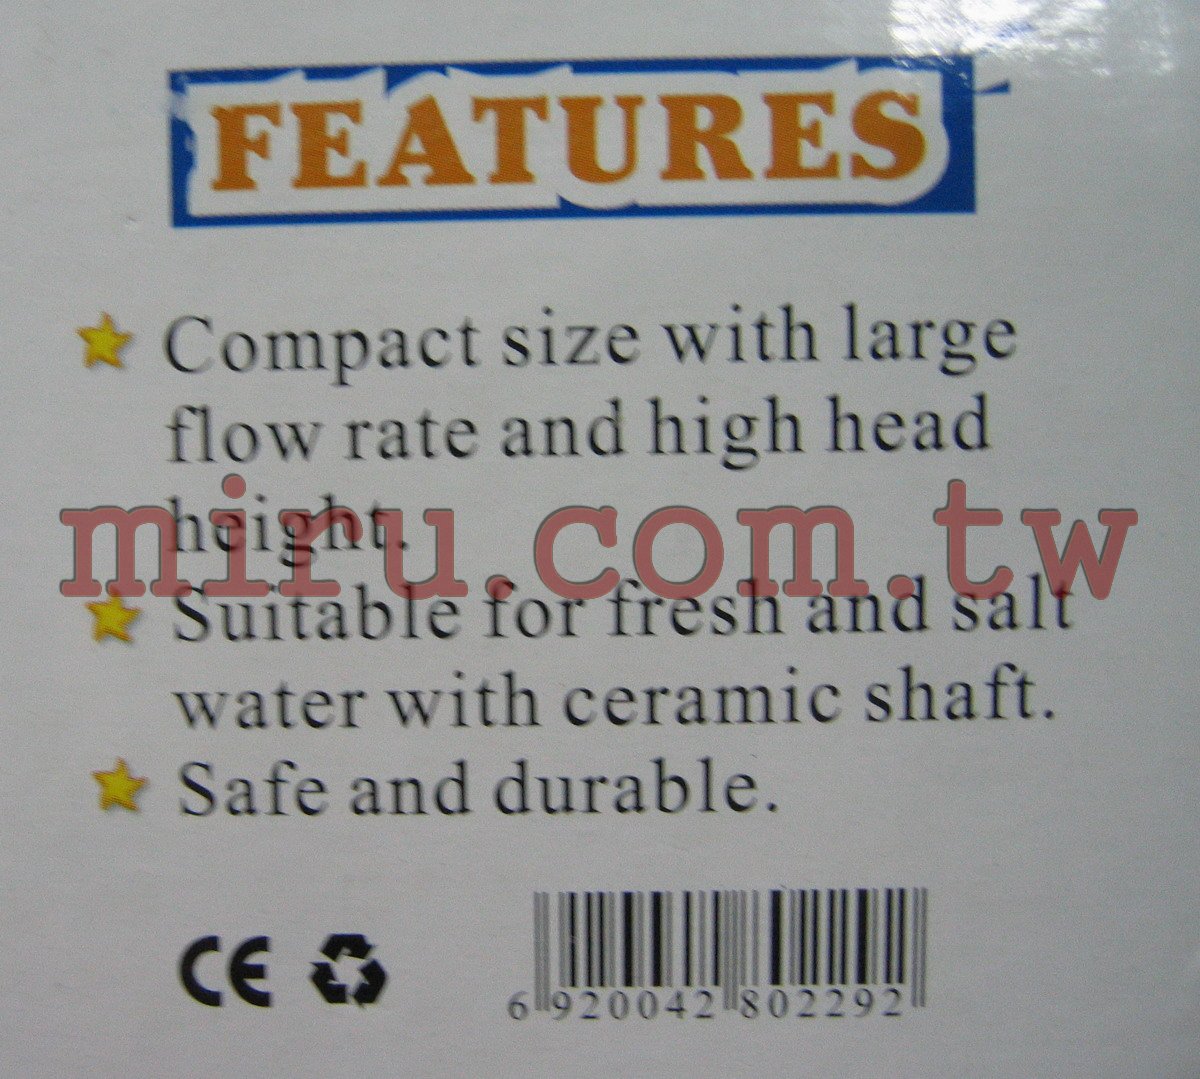 FEATURES
Compact size with large
flow rate and high head
height.
miru.com.tw
Suitable for fresh and salt
water with ceramic shaft.
Safe and durable.
CE
6 920042 802292